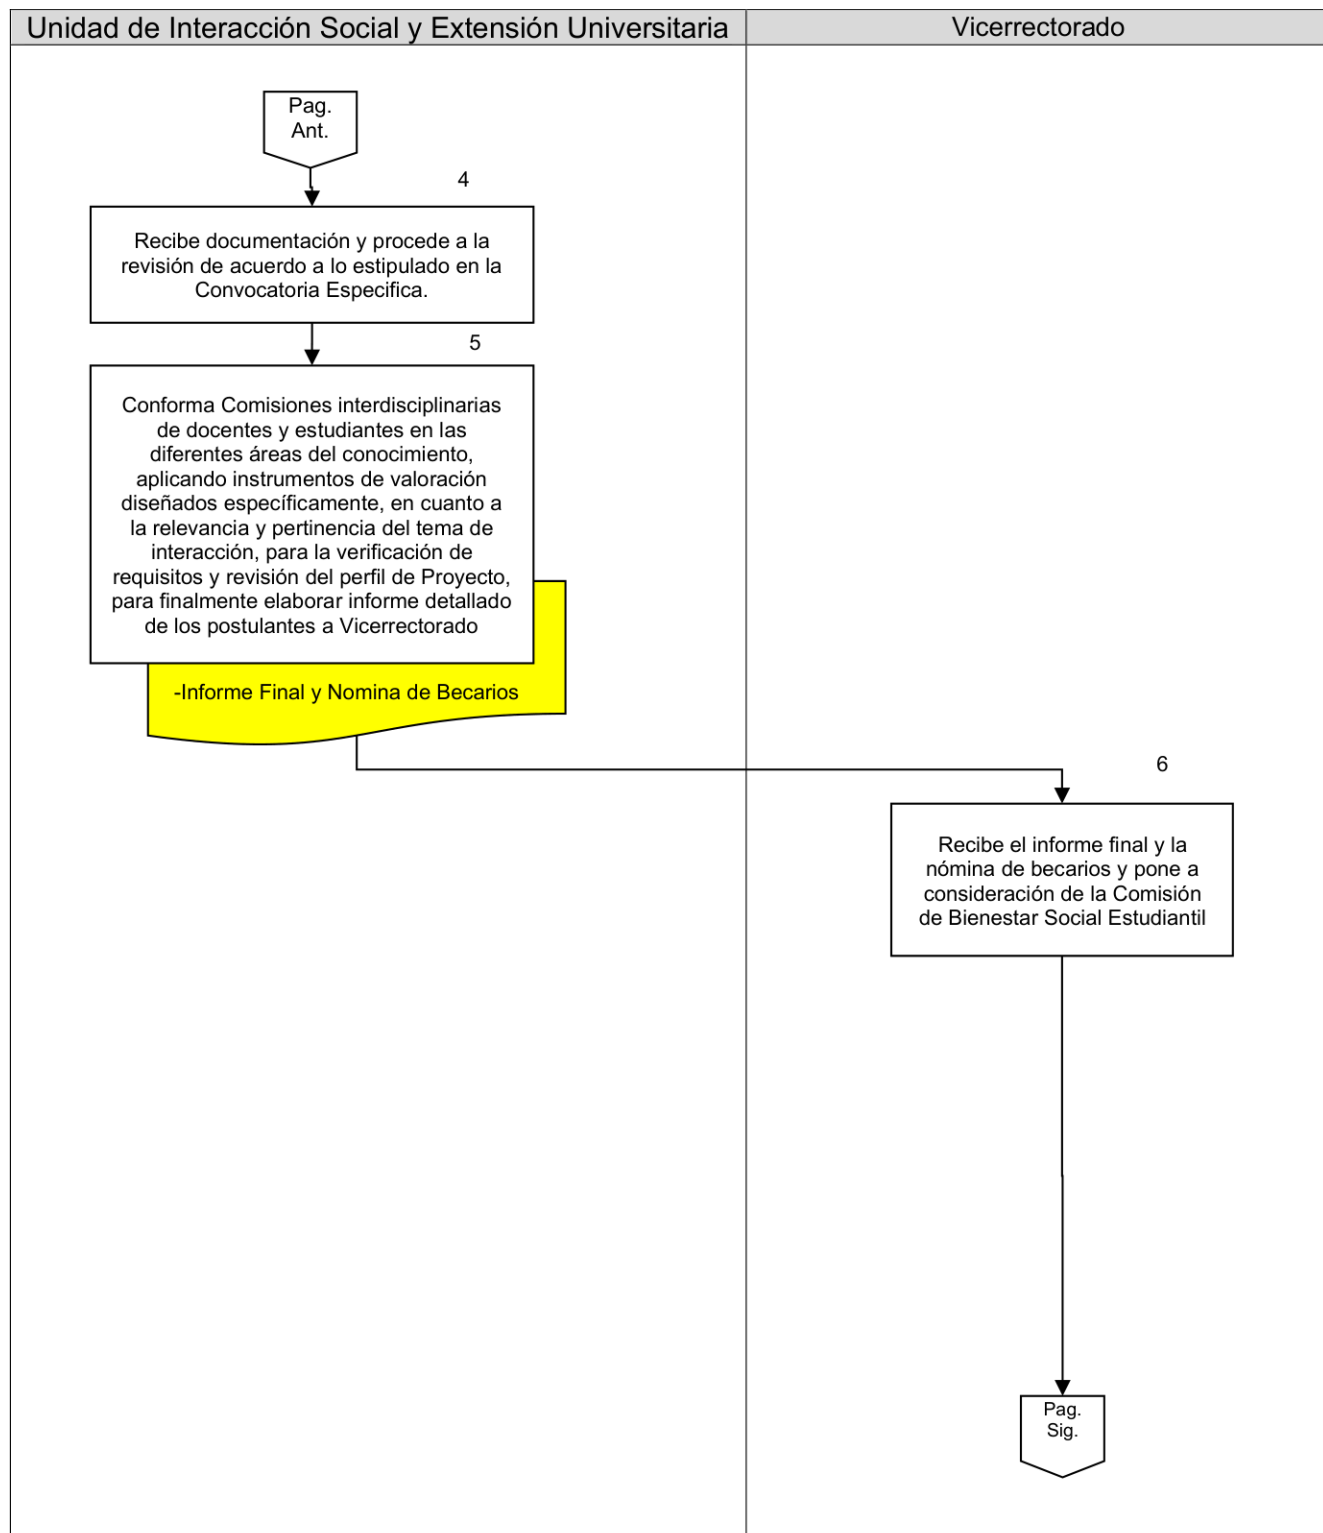 Unidad de Interacción Social y Extensión Universitaria
Vicerrectorado
Pag.
Ant.
4
Recibe documentación y procede a la
revisión de acuerdo a lo estipulado en la
Convocatoria Especifica.
5
Conforma Comisiones interdisciplinarias
de docentes y estudiantes en las
diferentes áreas del conocimiento,
aplicando instrumentos de valoración
diseñados específicamente, en cuanto a
la relevancia y pertinencia del tema de
interacción, para la verificación de
requisitos y revisión del perfil de Proyecto,
para finalmente elaborar informe detallado
de los postulantes a Vicerrectorado
-Informe Final y Nomina de Becarios
6
Recibe el informe final y la
nómina de becarios y pone a
consideración de la Comisión
de Bienestar Social Estudiantil
Pag.
Sig.